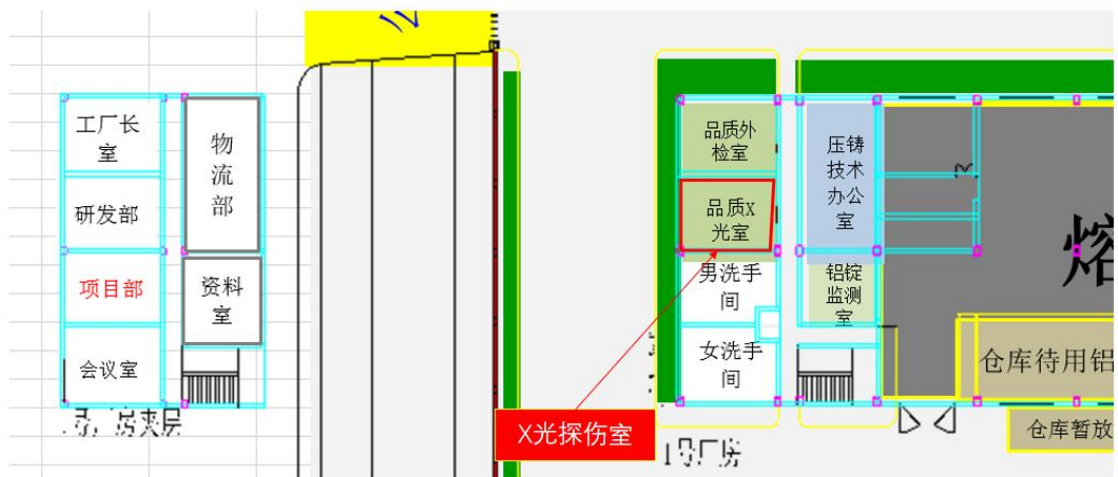 工厂长
室
物
流
部
研发部
项目部
资料
室
会议室
房夹层
品质外
检室
品质X
光室
男洗手
间
女洗手
间
压铸
技术
办公
室
铝锭
监测
室
熔
仓库待用铝
仓库暂放
X光探伤室
1号厂房